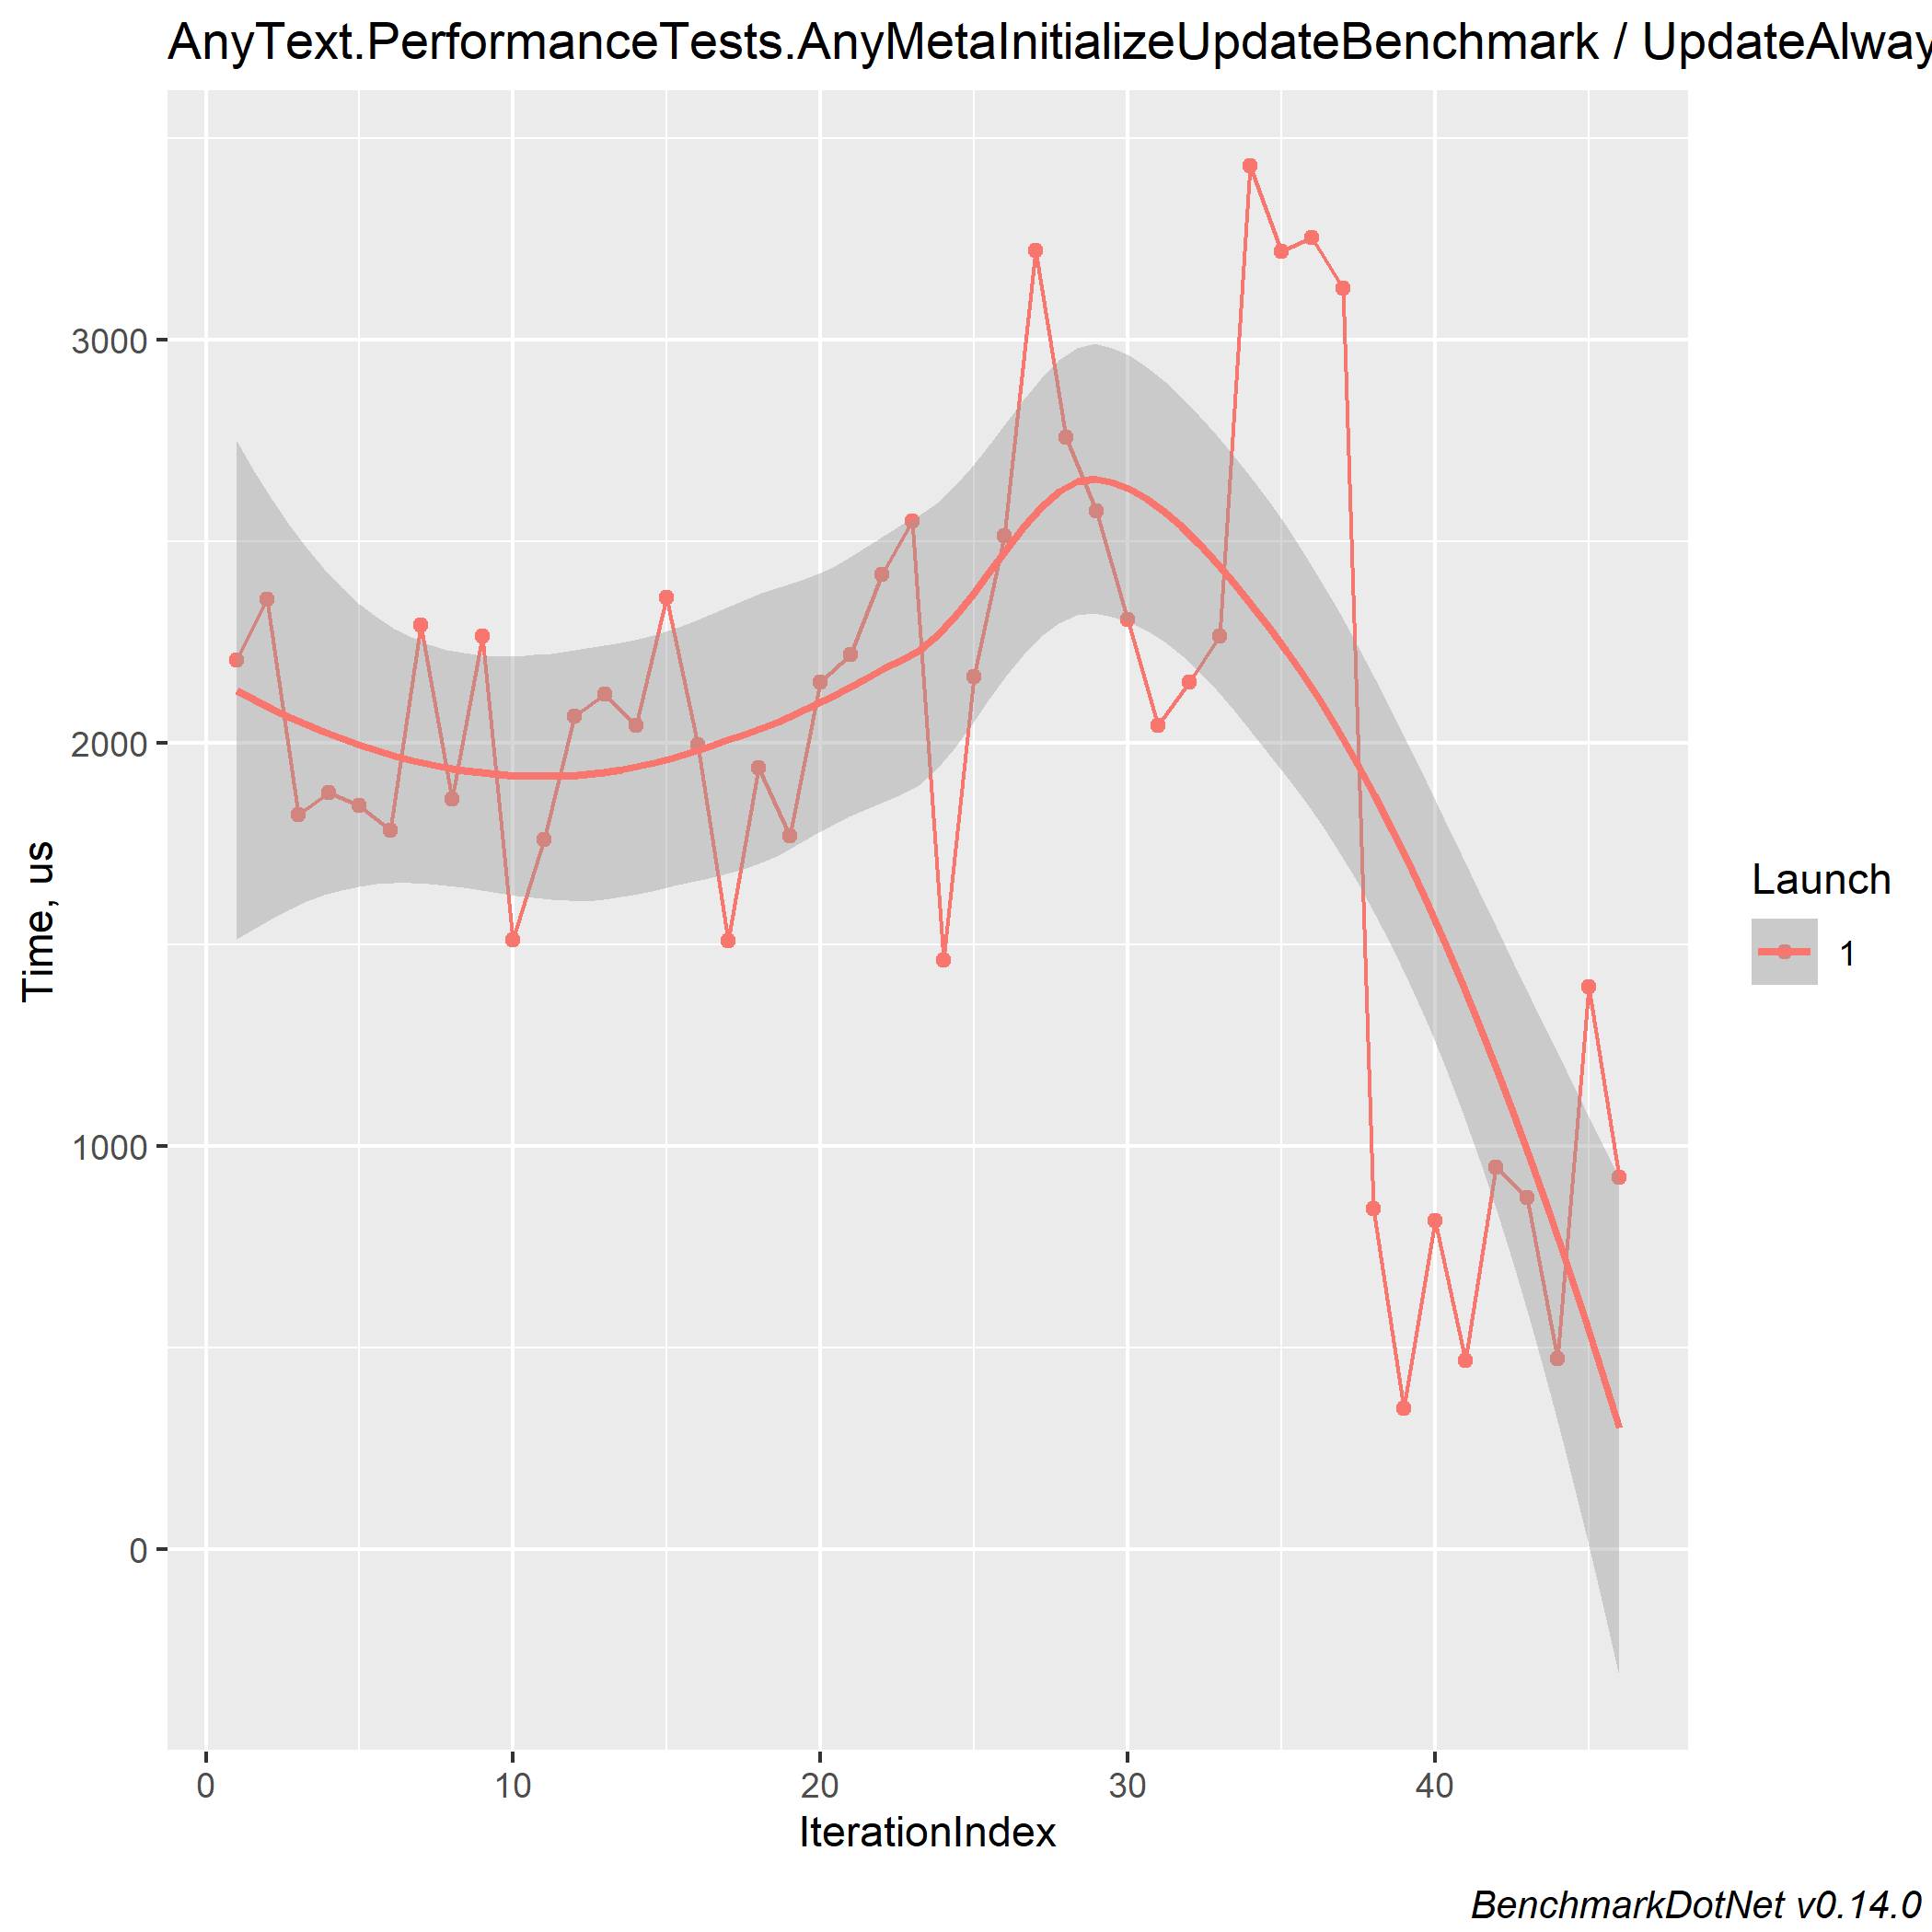 AnyText.PerformanceTests.AnyMetaInitializeUpdateBenchmark / UpdateAlway
Time, us
3000
2000
1000
0
0 10 20 30 40
IterationIndex
Launch
1
BenchmarkDotNet v0.14.0